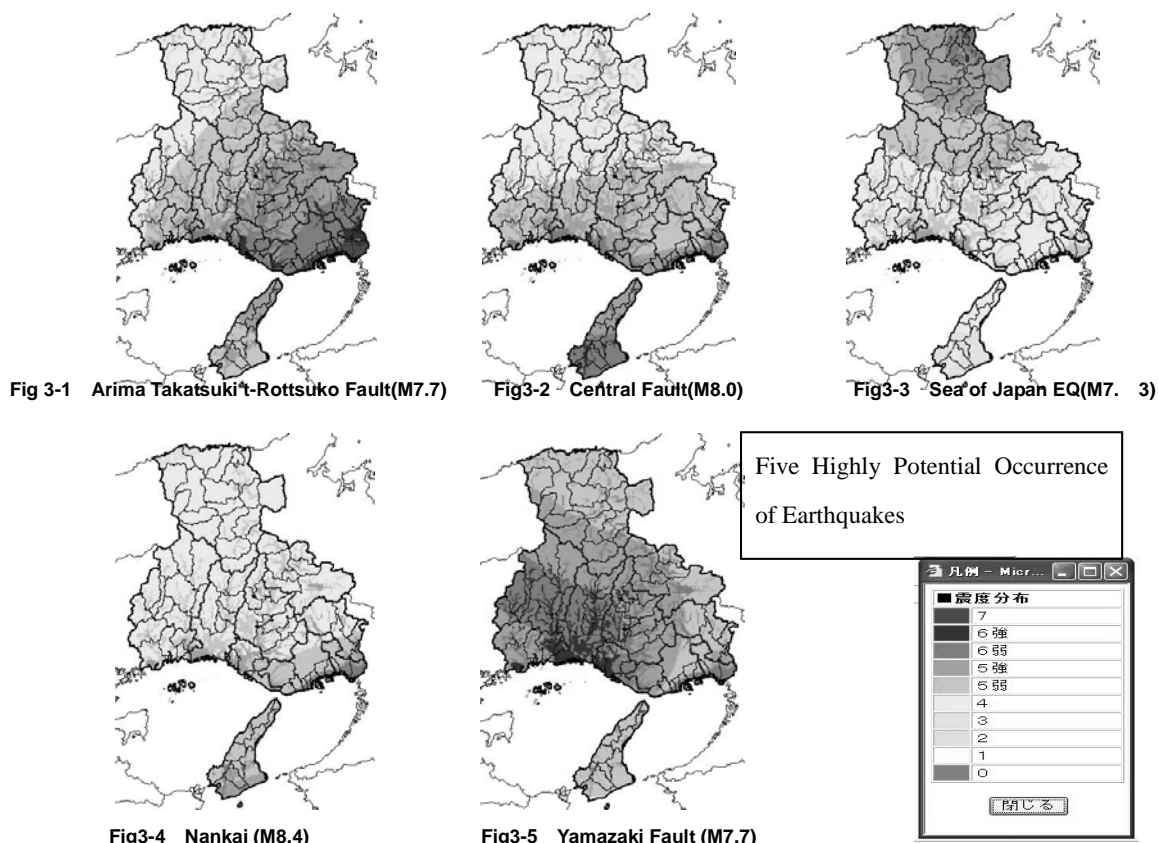 Fig 3-1 Arima Takatsuki t-Rottsuko Fault(M7.7)
Fig3-2 Central Fault(M8.0)
Fig3-3 Sea of Japan EQ(M7. 3)
Five Highly Potential Occurrence
of Earthquakes
凡例 - Micr...
■震度分布
7
6強
6弱
5強
5弱
4
3
2
1
0
閉じる
Fig3-4 Nankai (M8.4)
Fig3-5 Yamazaki Fault (M7.7)